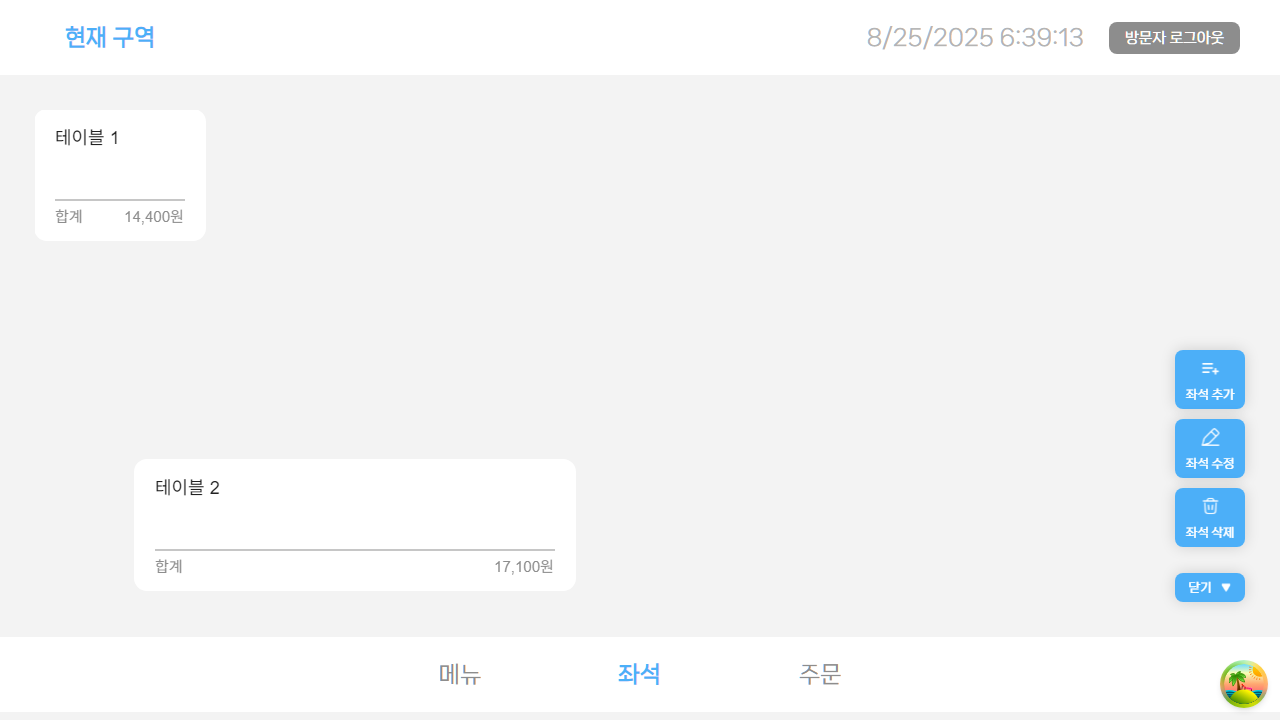 현재 구역
8/25/2025 6:39:13
방문자 로그아웃
테이블 1
합계 14,400원
좌석 추가
좌석 수정
테이블 2
좌석 삭제
합계 17,100원
닫기 ▼
메뉴 좌석 주문